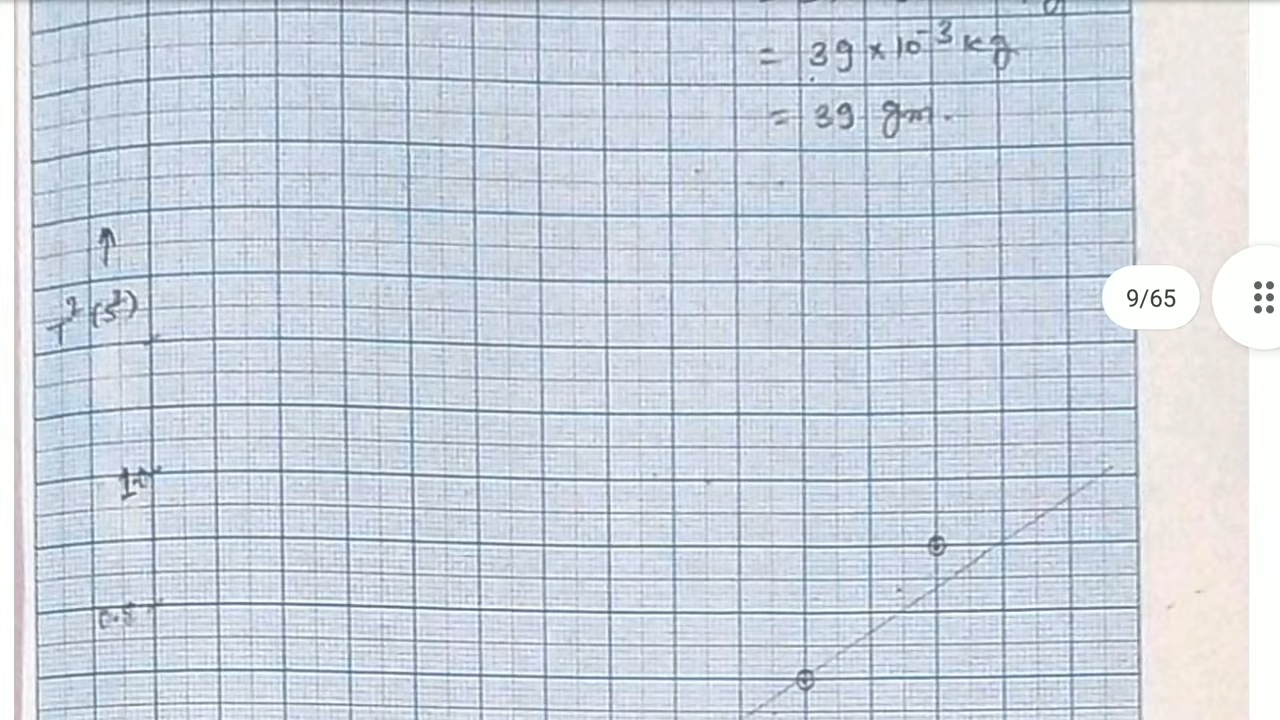 = 39 × 10⁻³ kg
= 39 gm.
↑
T² (s²)
9/65
1.0
0.5